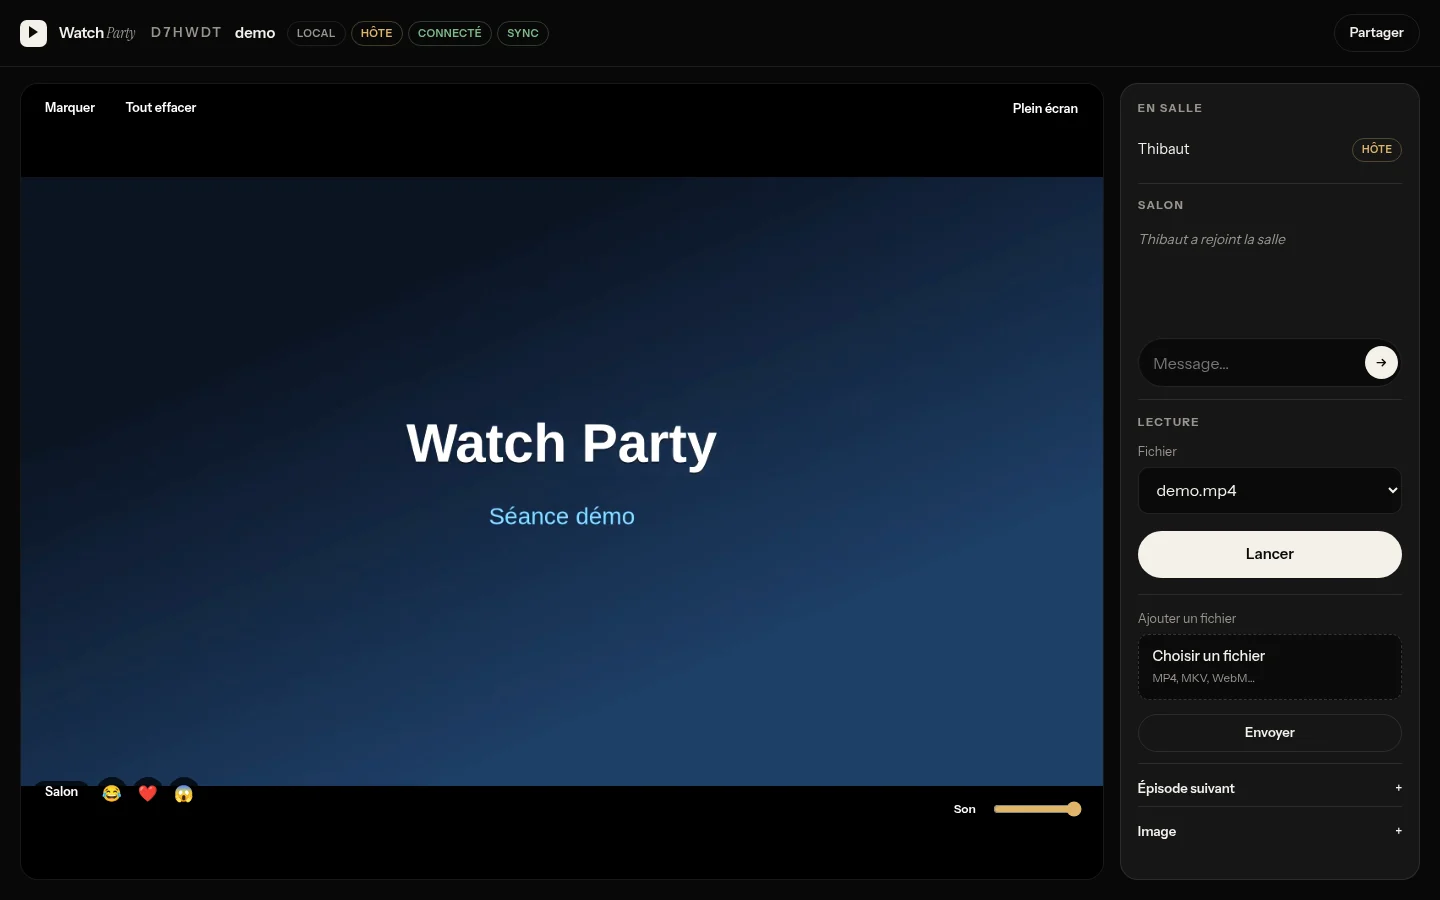 Watch Party D7HWDT demo LOCAL HÔTE CONNECTÉ SYNC Partager
Marquer Tout effacer Plein écran
Watch Party
Séance démo
Salon 😂 ❤️ 😱
Son
EN SALLE
Thibaut HÔTE
SALON
Thibaut a rejoint la salle
Message...
LECTURE
Fichier
demo.mp4
Lancer
Ajouter un fichier
Choisir un fichier
MP4, MKV, WebM...
Envoyer
Épisode suivant +
Image +